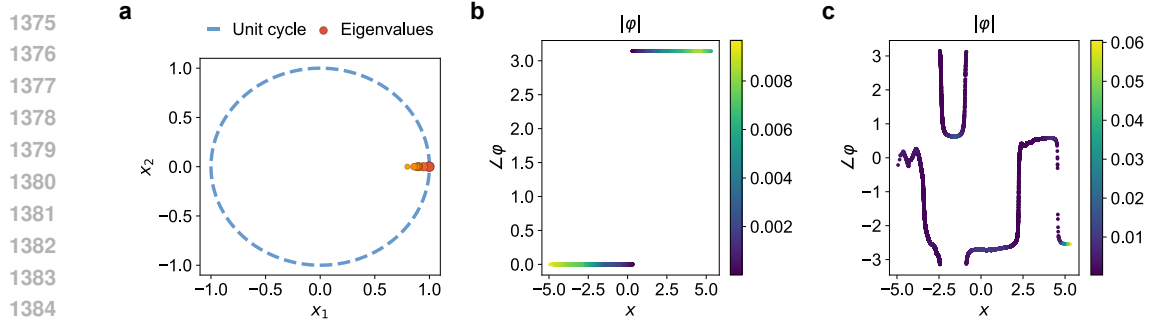 1375
1376
1377
1378
1379
1380
1381
1382
1383
1384
a
Unit cycle Eigenvalues
1.0
0.5
0.0
−0.5
−1.0
x2
−1.0 −0.5 0.0 0.5 1.0
x1
b
|φ|
3.0
2.5
2.0
1.5
1.0
0.5
0.0
∠φ
−5.0 −2.5 0.0 2.5 5.0
x
0.008
0.006
0.004
0.002
c
|φ|
3
2
1
0
−1
−2
−3
∠φ
−5.0 −2.5 0.0 2.5 5.0
x
0.06
0.05
0.04
0.03
0.02
0.01